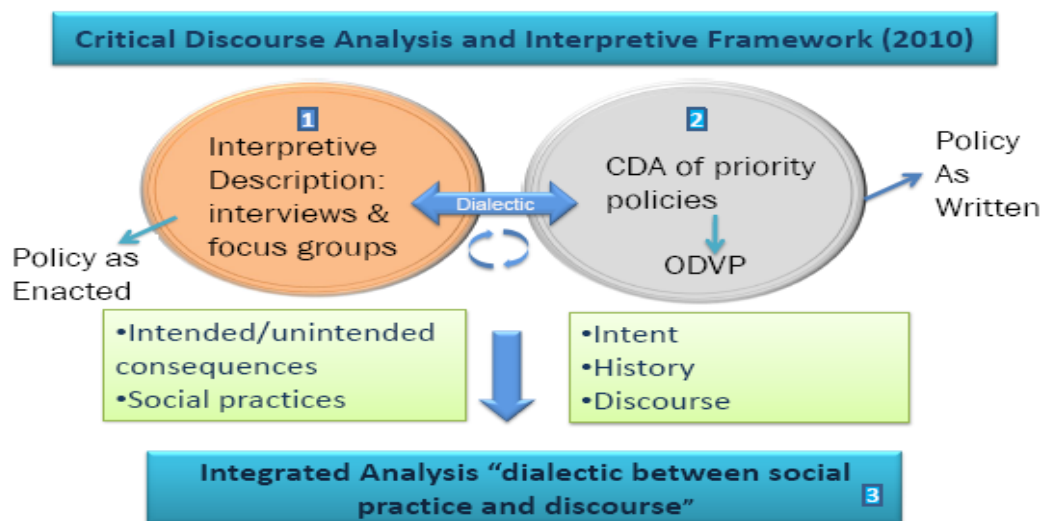 Critical Discourse Analysis and Interpretive Framework (2010)
1
Interpretive
Description:
interviews &
focus groups
Policy as
Enacted
Dialectic
2
CDA of priority
policies
ODVP
Policy
As
Written
•Intended/unintended
consequences
•Social practices
•Intent
•History
•Discourse
Integrated Analysis “dialectic between social
practice and discourse”
3